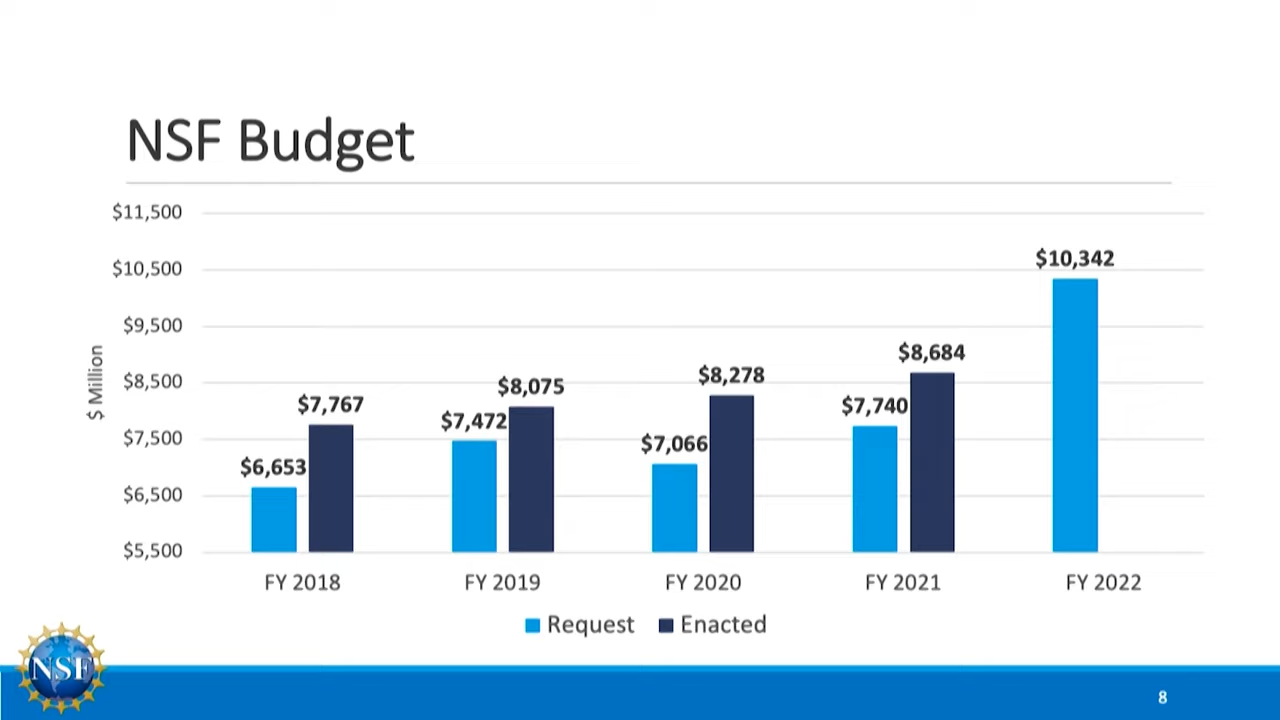 NSF Budget
$11,500
$10,500
$9,500
$8,500
$7,500
$6,500
$5,500
$ Million
$6,653
$7,767
$7,472
$8,075
$7,066
$8,278
$7,740
$8,684
$10,342
FY 2018
FY 2019
FY 2020
FY 2021
FY 2022
Request
Enacted
NSF
8